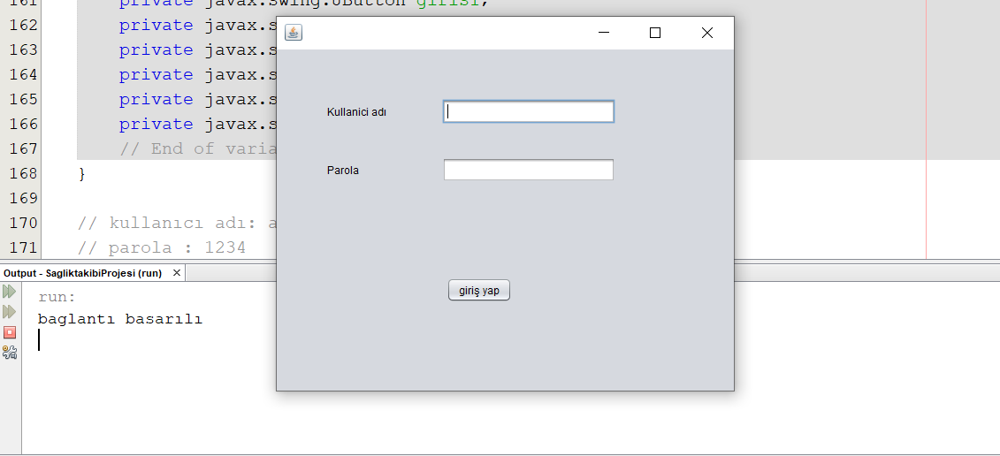 161 private javax.swing.JButton girisi;
162 private javax.s
163 private javax.s
164 private javax.s
165 private javax.s
166 private javax.s
167 // End of varia
168 }
169
170 // kullanıcı adı: a
171 // parola : 1234
Kullanici adı
Parola
giriş yap
Output - SagliktakibiProjesi (run)
run:
baglantı basarılı